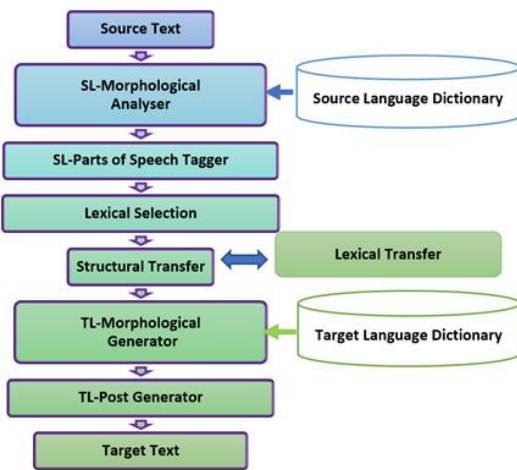 Source Text
SL-Morphological
Analyser
Source Language Dictionary
SL-Parts of Speech Tagger
Lexical Selection
Structural Transfer
Lexical Transfer
TL-Morphological
Generator
Target Language Dictionary
TL-Post Generator
Target Text